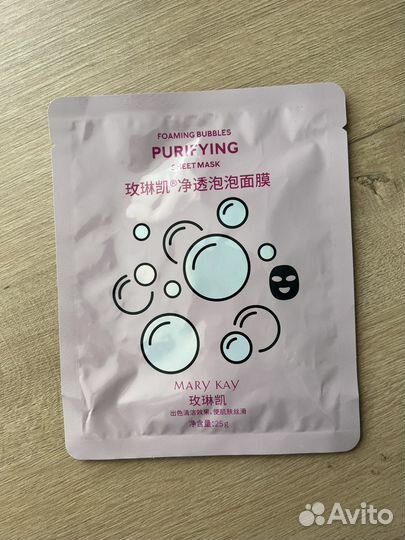 FOAMING BUBBLES
PURIFYING
SHEET MASK
玫琳凯®净透泡泡面膜
MARY KAY
玫琳凯
出色清洁效果，使肌肤丝滑
净含量:25g
Avito